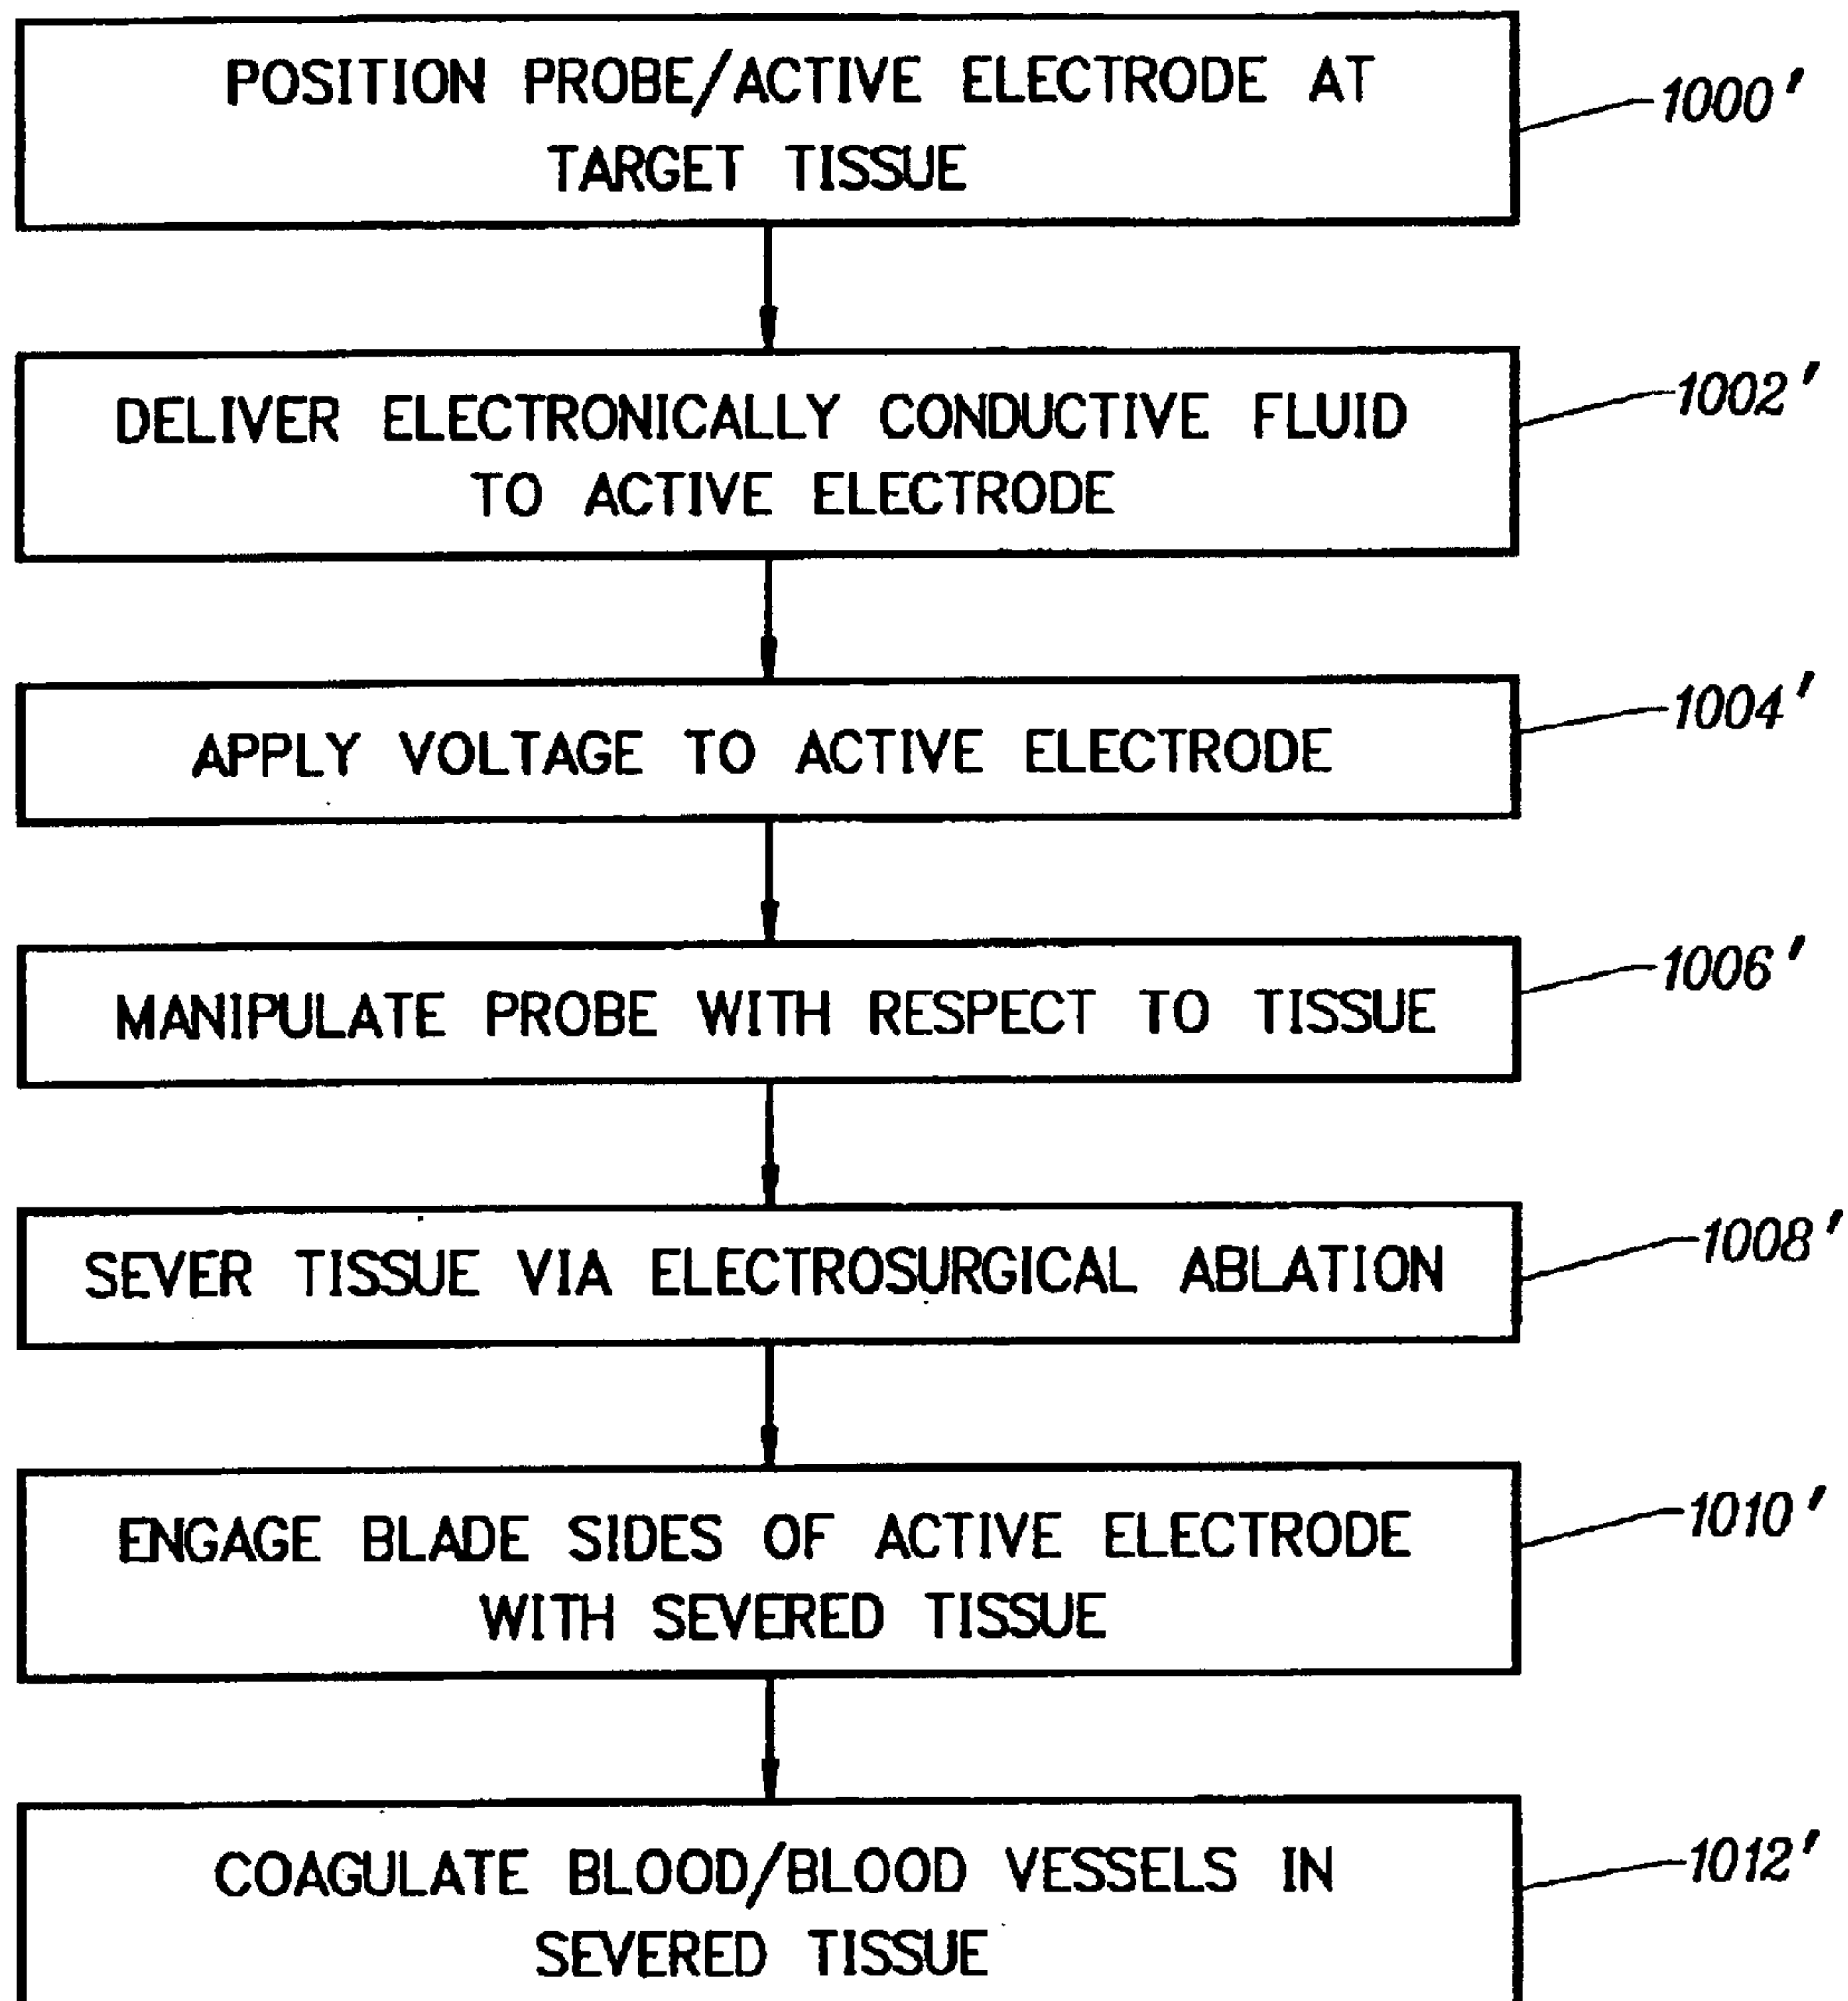 POSITION PROBE/ACTIVE ELECTRODE AT
TARGET TISSUE
1000'
DELIVER ELECTRONICALLY CONDUCTIVE FLUID
TO ACTIVE ELECTRODE
1002'
APPLY VOLTAGE TO ACTIVE ELECTRODE
1004'
MANIPULATE PROBE WITH RESPECT TO TISSUE
1006'
SEVER TISSUE VIA ELECTROSURGICAL ABLATION
1008'
ENGAGE BLADE SIDES OF ACTIVE ELECTRODE
WITH SEVERED TISSUE
1010'
COAGULATE BLOOD/BLOOD VESSELS IN
SEVERED TISSUE
1012'